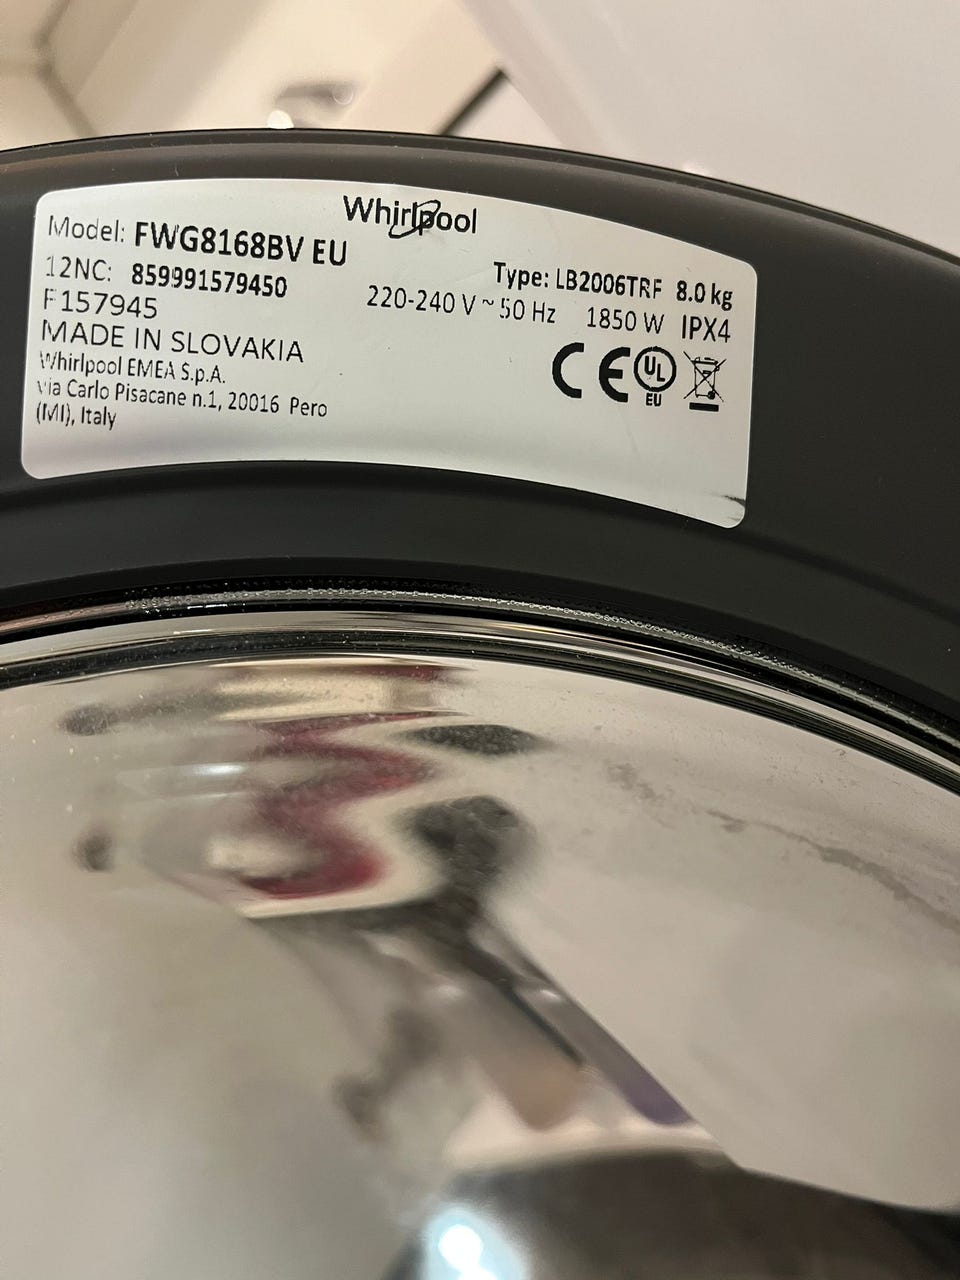 Whirlpool
Model: FWG8168BV EU
12NC: 859991579450
F157945
MADE IN SLOVAKIA
Whirlpool EMEA S.p.A.
via Carlo Pisacane n.1, 20016 Pero
(MI), Italy
Type: LB2006TRF 8.0 kg
220-240 V ~ 50 Hz 1850 W IPX4
CE UL
EU